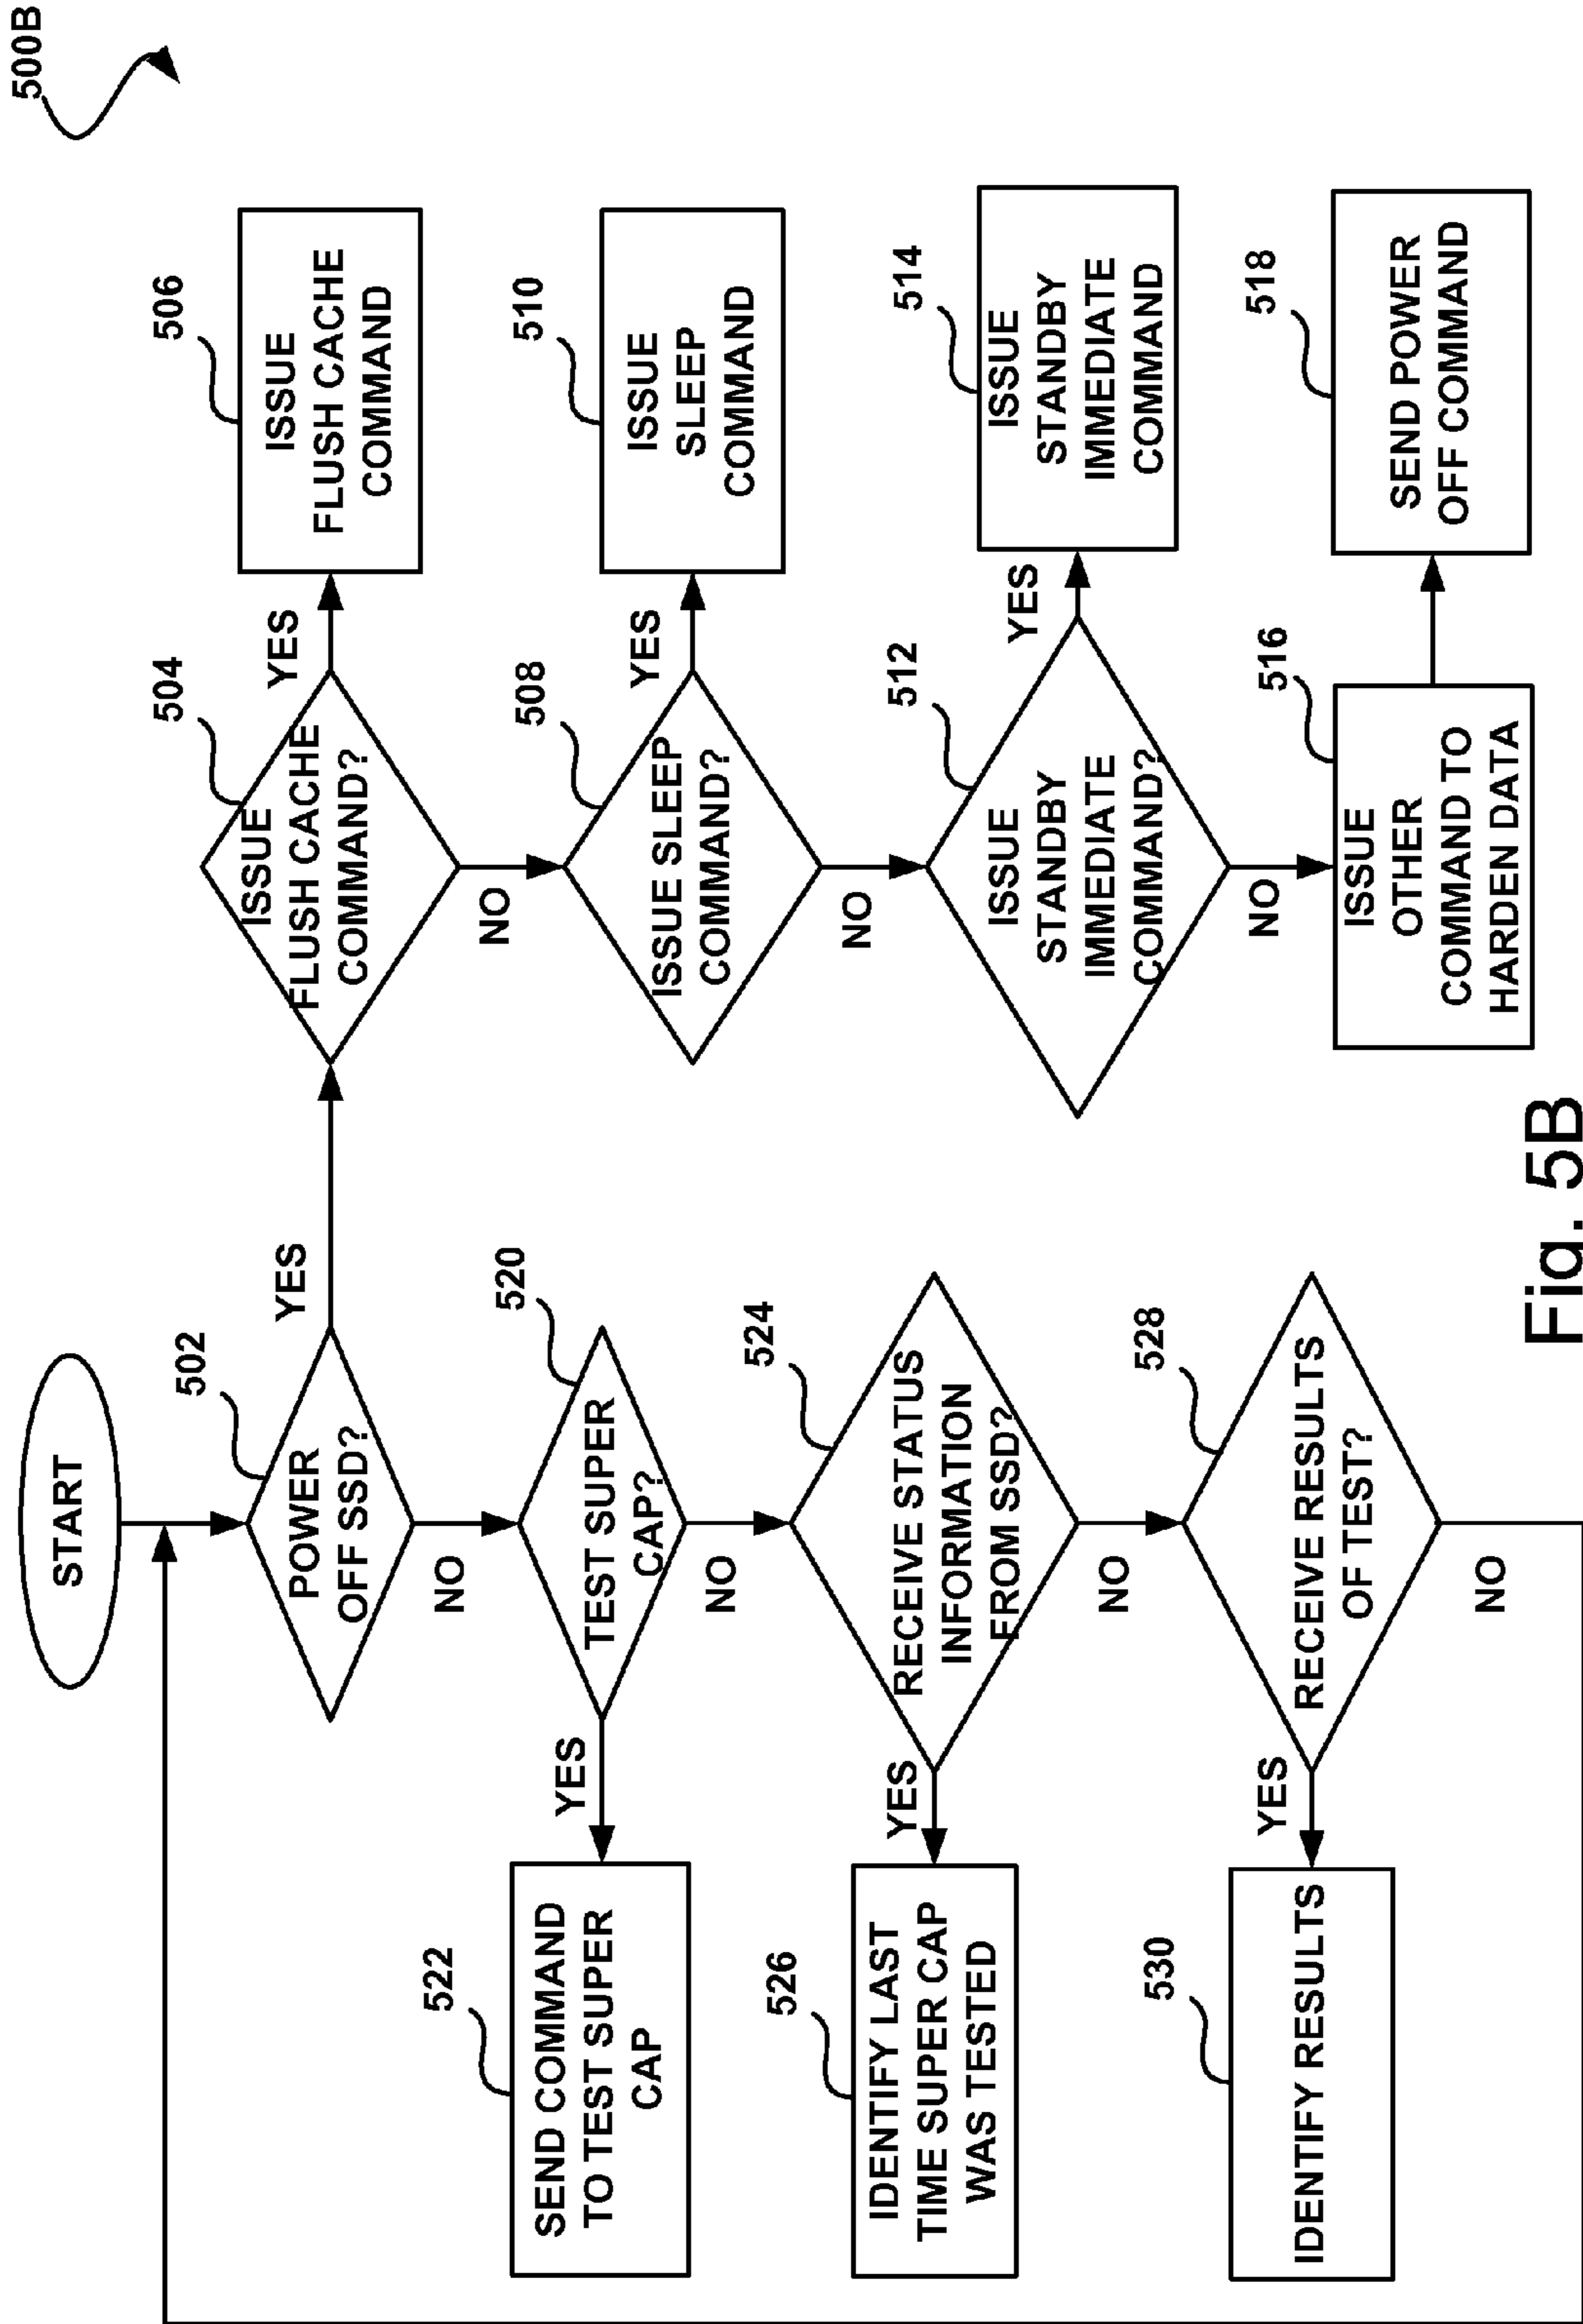 500B
START
502
POWER
OFF SSD?
YES
NO
504
ISSUE
FLUSH CACHE
COMMAND?
YES
NO
506
ISSUE
FLUSH CACHE
COMMAND
508
ISSUE SLEEP
COMMAND?
YES
NO
510
ISSUE
SLEEP
COMMAND
512
ISSUE
STANDBY
IMMEDIATE
COMMAND?
YES
NO
514
ISSUE
STANDBY
IMMEDIATE
COMMAND
516
ISSUE
OTHER
COMMAND TO
HARDEN DATA
518
SEND POWER
OFF COMMAND
520
TEST SUPER
CAP?
YES
NO
522
SEND COMMAND
TO TEST SUPER
CAP
524
RECEIVE STATUS
INFORMATION
FROM SSD?
YES
NO
526
IDENTIFY LAST
TIME SUPER CAP
WAS TESTED
528
RECEIVE RESULTS
OF TEST?
YES
NO
530
IDENTIFY RESULTS
Fig. 5B